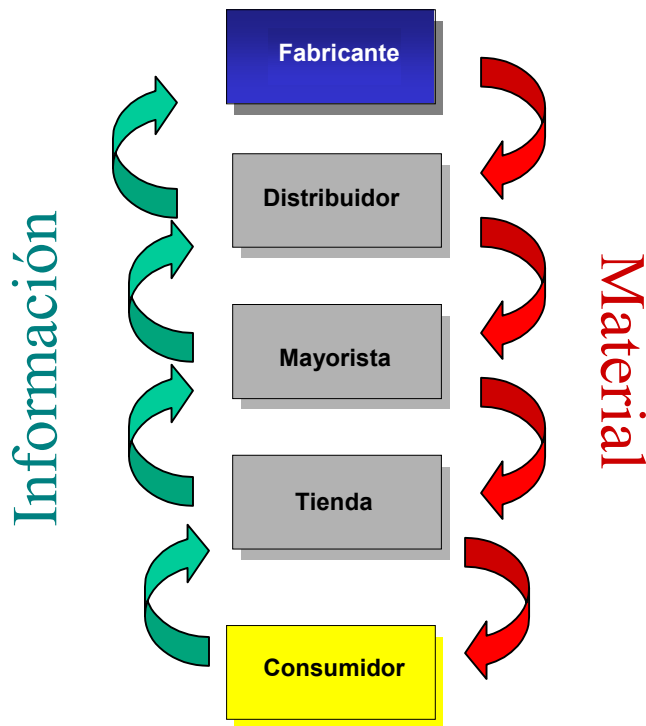 Fabricante
Distribuidor
Mayorista
Tienda
Consumidor
Información
Material